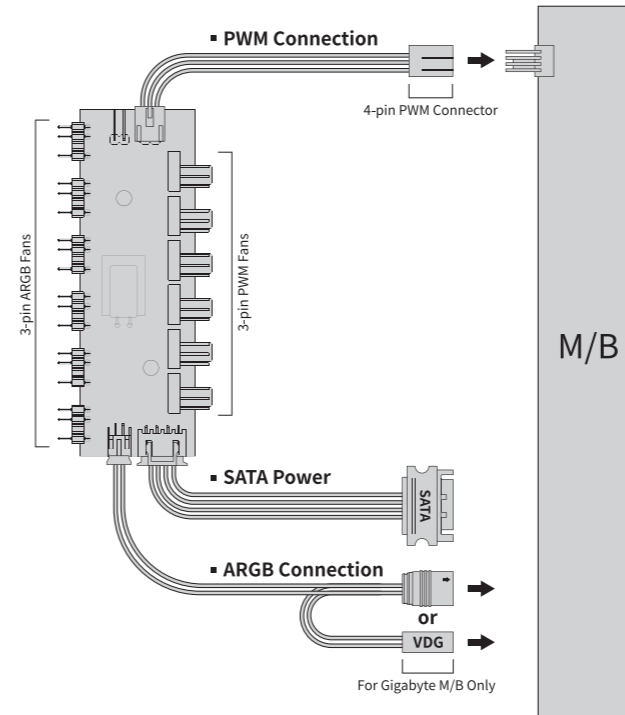 ▪ PWM Connection
4-pin PWM Connector
3-pin ARGB Fans
3-pin PWM Fans
M/B
▪ SATA Power
SATA
▪ ARGB Connection
or
VDG
For Gigabyte M/B Only